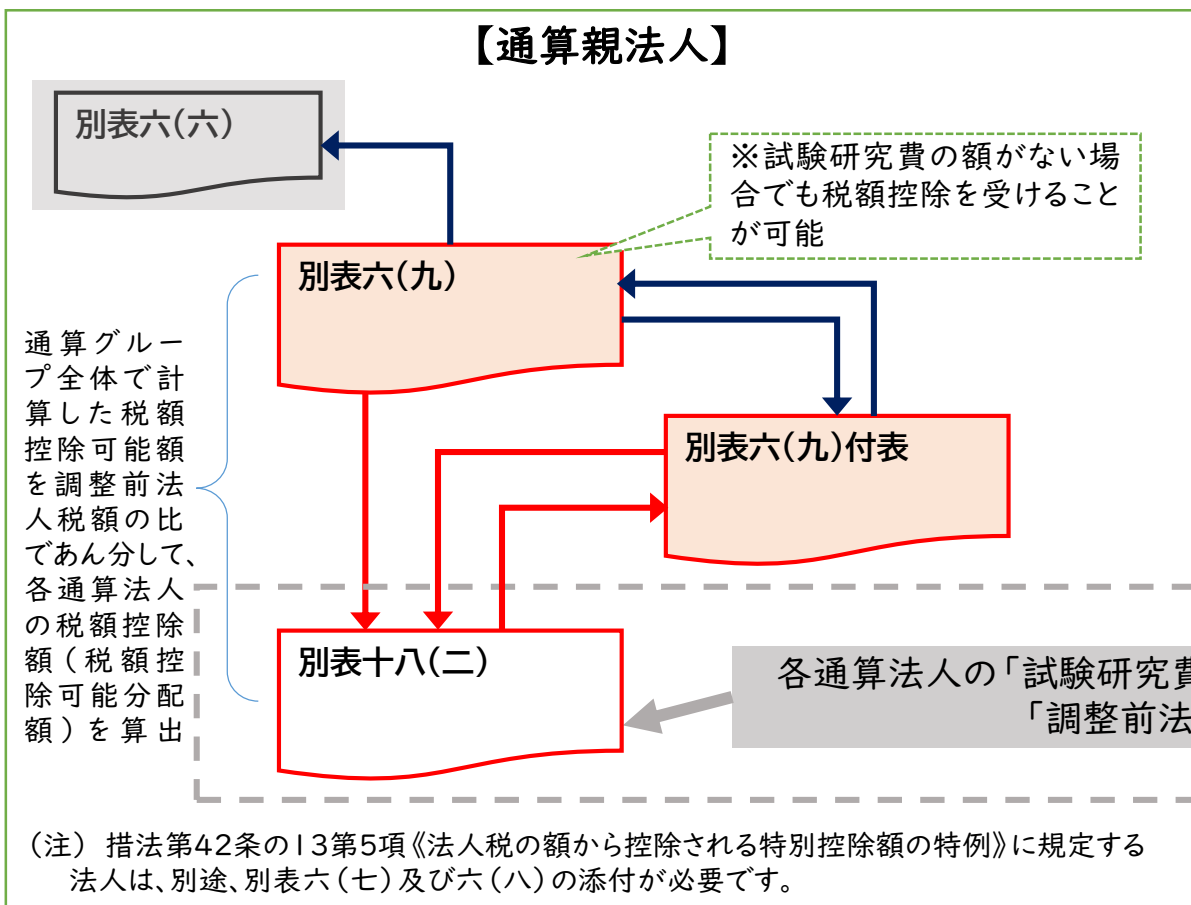 【通算親法人】
別表六(六)
※試験研究費の額がない場
合でも税額控除を受けること
が可能
別表六(九)
通算グルー
プ全体で計
算した税額
控除可能額
を調整前法
人税額の比
であん分して、
各通算法人
の税額控除
額(税額控
除可能分配
額)を算出
別表六(九)付表
別表十八(二)
各通算法人の「試験研究費
「調整前法
(注) 措法第42条の13第5項《法人税の額から控除される特別控除額の特例》に規定する
法人は、別途、別表六(七)及び六(八)の添付が必要です。